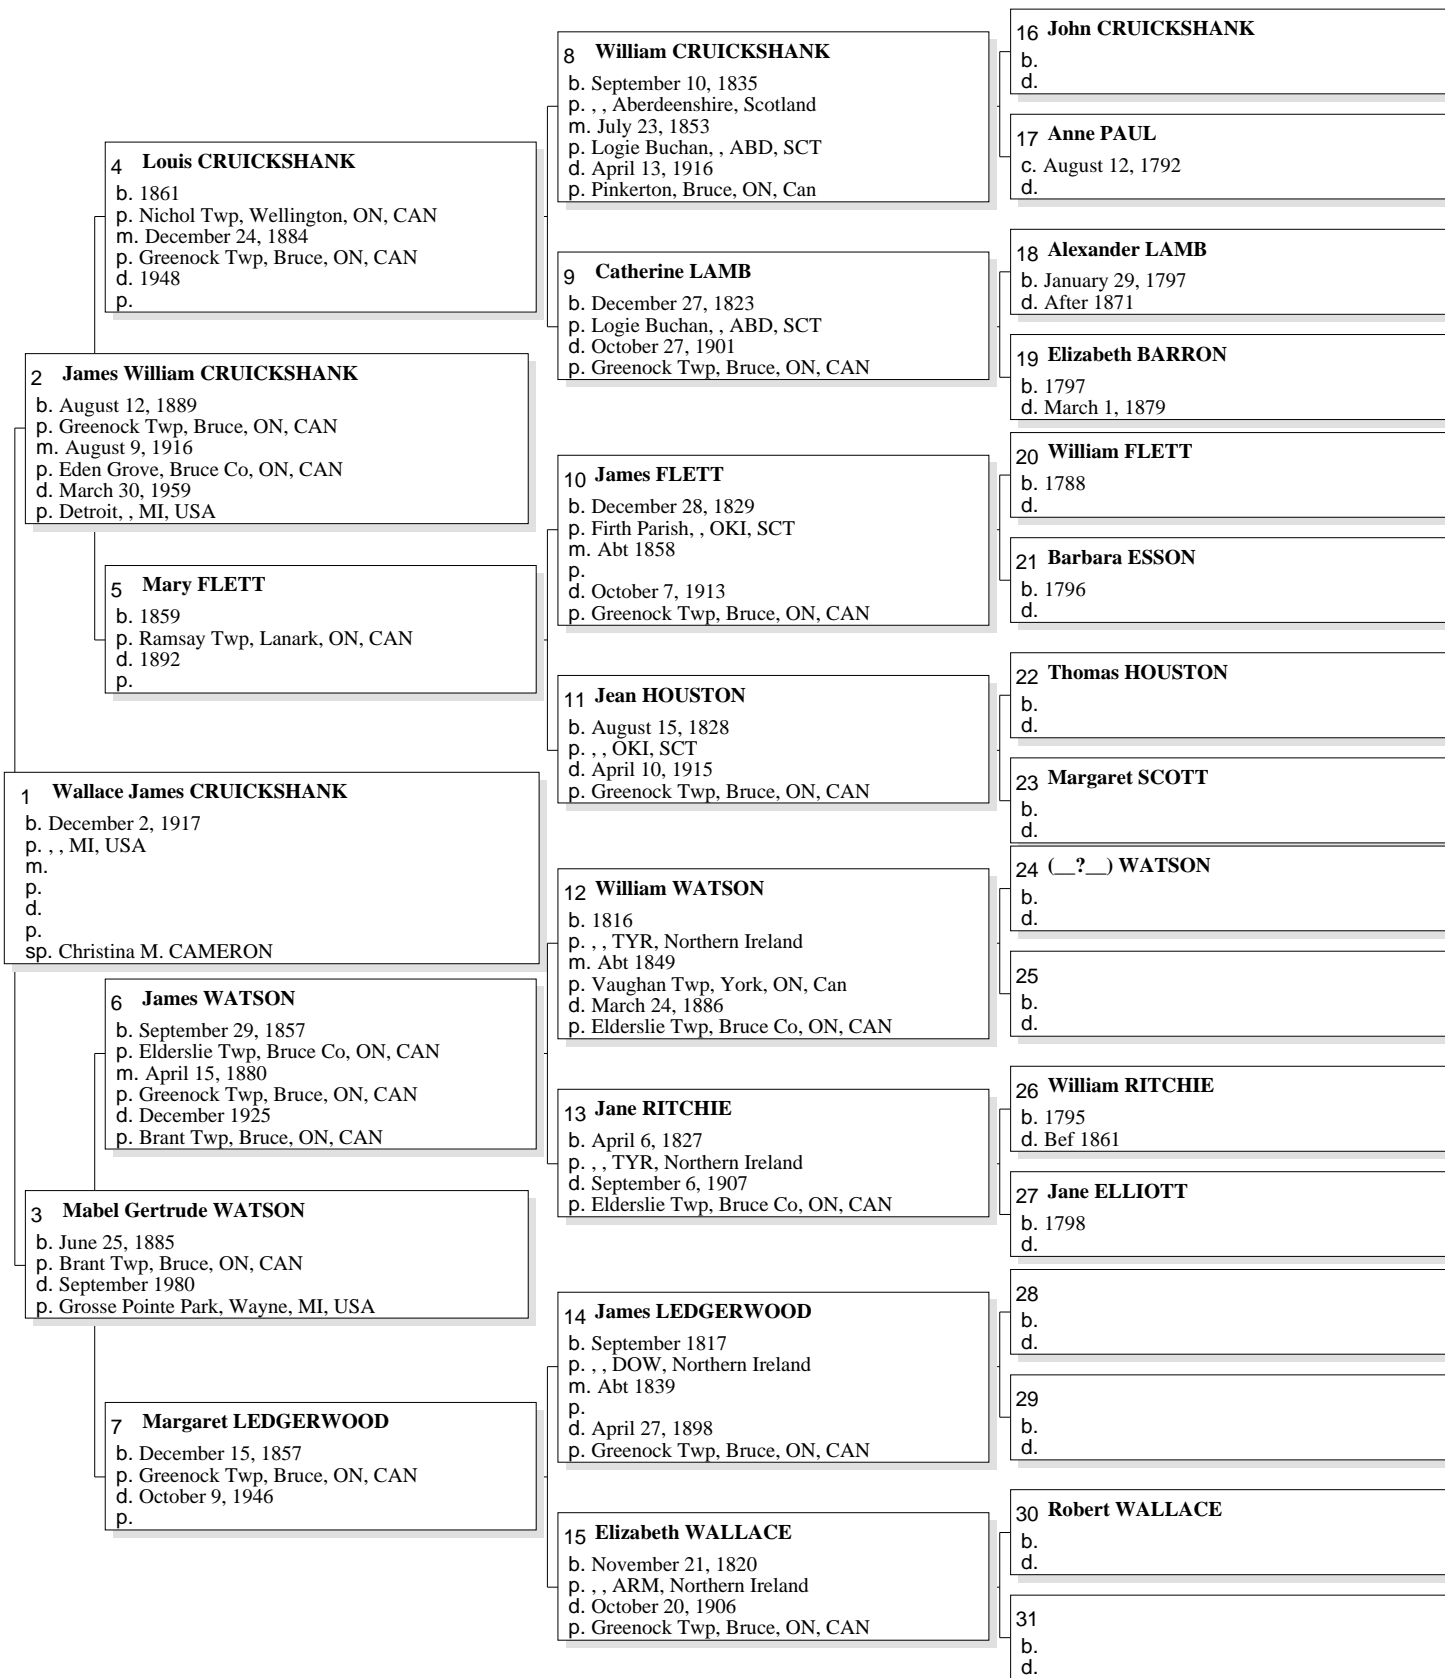 1 Wallace James CRUICKSHANK
b. December 2, 1917
p. , , MI, USA
m.
p.
d.
p.
sp. Christina M. CAMERON
2 James William CRUICKSHANK
b. August 12, 1889
p. Greenock Twp, Bruce, ON, CAN
m. August 9, 1916
p. Eden Grove, Bruce Co, ON, CAN
d. March 30, 1959
p. Detroit, , MI, USA
3 Mabel Gertrude WATSON
b. June 25, 1885
p. Brant Twp, Bruce, ON, CAN
d. September 1980
p. Grosse Pointe Park, Wayne, MI, USA
4 Louis CRUICKSHANK
b. 1861
p. Nichol Twp, Wellington, ON, CAN
m. December 24, 1884
p. Greenock Twp, Bruce, ON, CAN
d. 1948
p.
5 Mary FLETT
b. 1859
p. Ramsay Twp, Lanark, ON, CAN
d. 1892
p.
6 James WATSON
b. September 29, 1857
p. Elderslie Twp, Bruce Co, ON, CAN
m. April 15, 1880
p. Greenock Twp, Bruce, ON, CAN
d. December 1925
p. Brant Twp, Bruce, ON, CAN
7 Margaret LEDGERWOOD
b. December 15, 1857
p. Greenock Twp, Bruce, ON, CAN
d. October 9, 1946
p.
8 William CRUICKSHANK
b. September 10, 1835
p. , , Aberdeenshire, Scotland
m. July 23, 1853
p. Logie Buchan, , ABD, SCT
d. April 13, 1916
p. Pinkerton, Bruce, ON, Can
9 Catherine LAMB
b. December 27, 1823
p. Logie Buchan, , ABD, SCT
d. October 27, 1901
p. Greenock Twp, Bruce, ON, CAN
10 James FLETT
b. December 28, 1829
p. Firth Parish, , OKI, SCT
m. Abt 1858
p.
d. October 7, 1913
p. Greenock Twp, Bruce, ON, CAN
11 Jean HOUSTON
b. August 15, 1828
p. , , OKI, SCT
d. April 10, 1915
p. Greenock Twp, Bruce, ON, CAN
12 William WATSON
b. 1816
p. , , TYR, Northern Ireland
m. Abt 1849
p. Vaughan Twp, York, ON, Can
d. March 24, 1886
p. Elderslie Twp, Bruce Co, ON, CAN
13 Jane RITCHIE
b. April 6, 1827
p. , , TYR, Northern Ireland
d. September 6, 1907
p. Elderslie Twp, Bruce Co, ON, CAN
14 James LEDGERWOOD
b. September 1817
p. , , DOW, Northern Ireland
m. Abt 1839
p.
d. April 27, 1898
p. Greenock Twp, Bruce, ON, CAN
15 Elizabeth WALLACE
b. November 21, 1820
p. , , ARM, Northern Ireland
d. October 20, 1906
p. Greenock Twp, Bruce, ON, CAN
16 John CRUICKSHANK
b.
d.
17 Anne PAUL
c. August 12, 1792
d.
18 Alexander LAMB
b. January 29, 1797
d. After 1871
19 Elizabeth BARRON
b. 1797
d. March 1, 1879
20 William FLETT
b. 1788
d.
21 Barbara ESSON
b. 1796
d.
22 Thomas HOUSTON
b.
d.
23 Margaret SCOTT
b.
d.
24 (__?__) WATSON
b.
d.
25
b.
d.
26 William RITCHIE
b. 1795
d. Bef 1861
27 Jane ELLIOTT
b. 1798
d.
28
b.
d.
29
b.
d.
30 Robert WALLACE
b.
d.
31
b.
d.